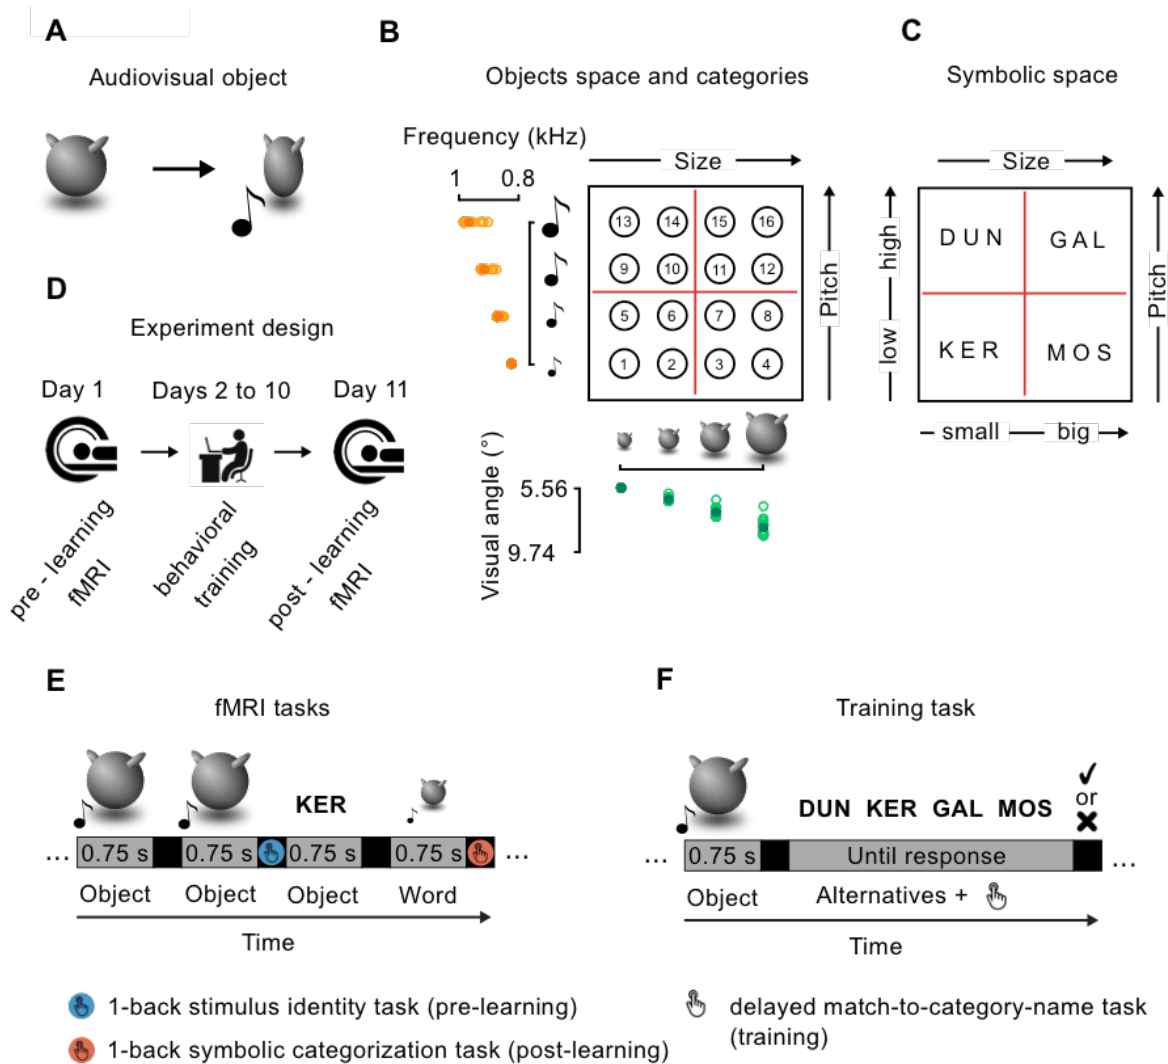 A
Audiovisual object
B
Objects space and categories
Frequency (kHz)
1 0.8
Size
13 14 15 16
9 10 11 12
5 6 7 8
1 2 3 4
Pitch
Visual angle (°)
5.56
9.74
C
Symbolic space
Size
high
low
DUN GAL
KER MOS
Pitch
small big
D
Experiment design
Day 1 Days 2 to 10 Day 11
pre - learning
fMRI
behavioral
training
post - learning
fMRI
E
fMRI tasks
KER
... 0.75 s 0.75 s 0.75 s 0.75 s ...
Object Object Object Word
Time
1-back stimulus identity task (pre-learning)
1-back symbolic categorization task (post-learning)
F
Training task
DUN KER GAL MOS
or
... 0.75 s Until response ...
Object Alternatives +
Time
delayed match-to-category-name task
(training)